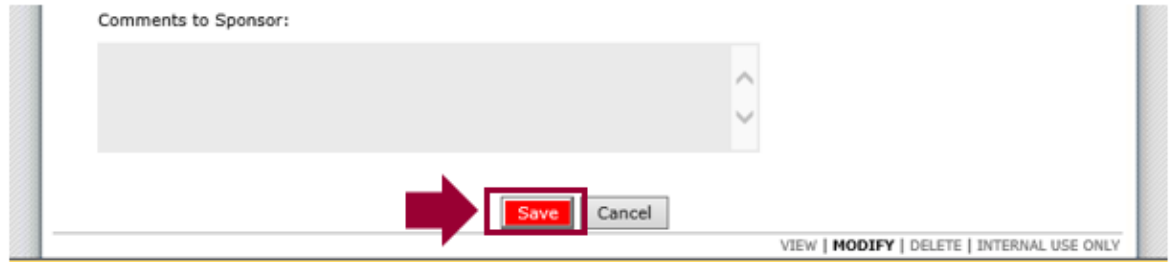 Comments to Sponsor:
Save Cancel
VIEW | MODIFY | DELETE | INTERNAL USE ONLY